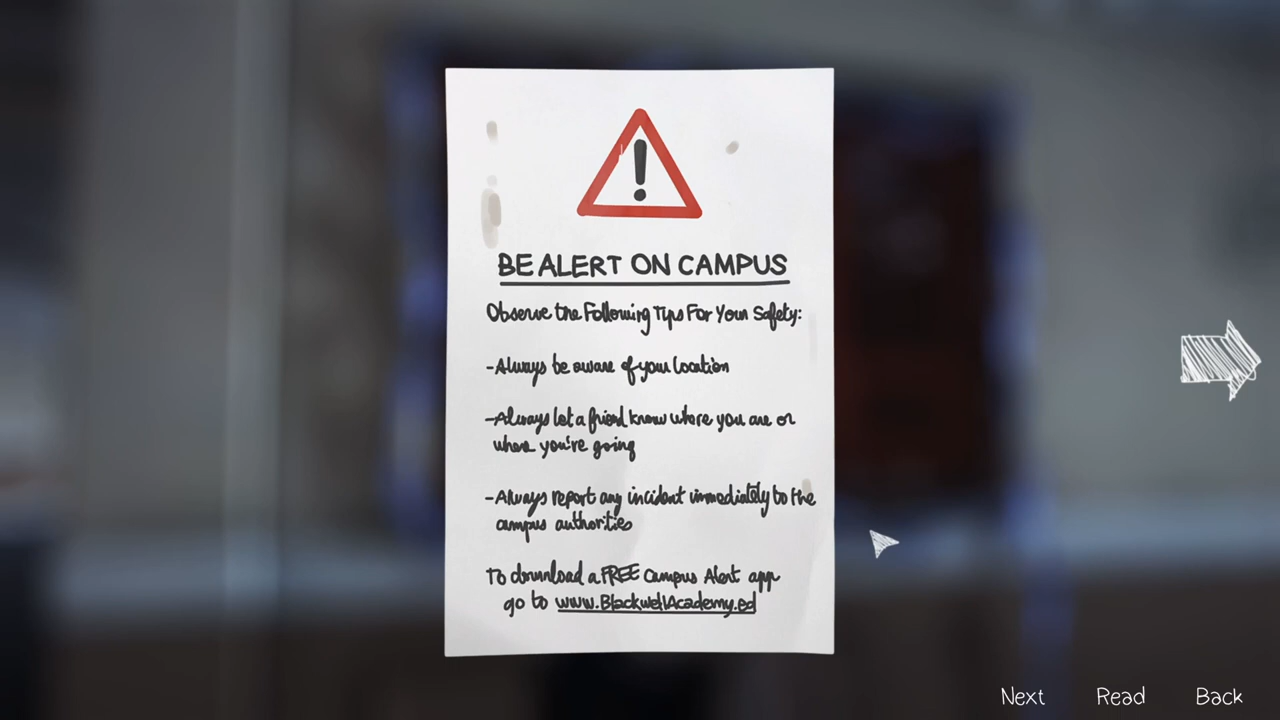 !
BE ALERT ON CAMPUS
Observe the Following Tips For Your Safety:
-Always be aware of your location
-Always let a friend know where you are or
where you're going
-Always report any incident immediately to the
campus authorities
To download a FREE Campus Alert app
go to www.BlackwellAcademy.ed
Next Read Back